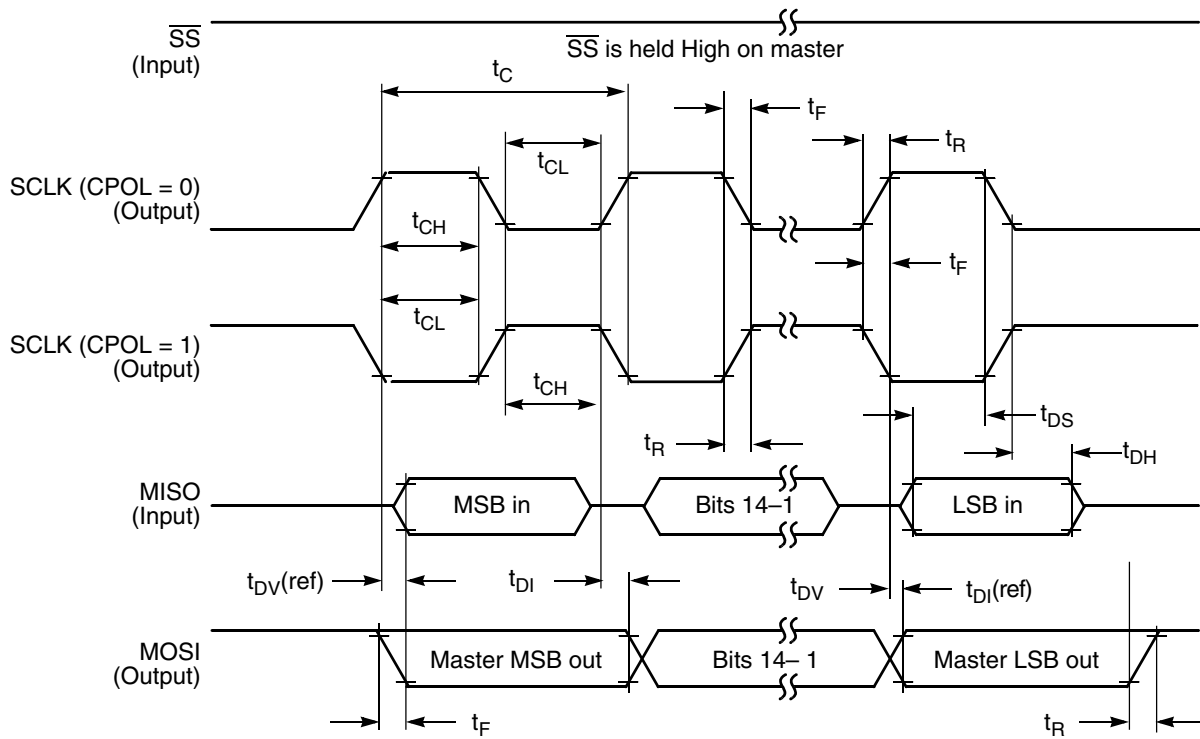 SS
(Input)
SS is held High on master
tC
tF
tR
tCL
SCLK (CPOL = 0)
(Output)
tCH
tF
tCL
SCLK (CPOL = 1)
(Output)
tCH
tDS
tR
tDH
MISO
(Input)
MSB in
Bits 14–1
LSB in
tDV(ref)
tDI
tDV
tDI(ref)
MOSI
(Output)
Master MSB out
Bits 14– 1
Master LSB out
tF
tR